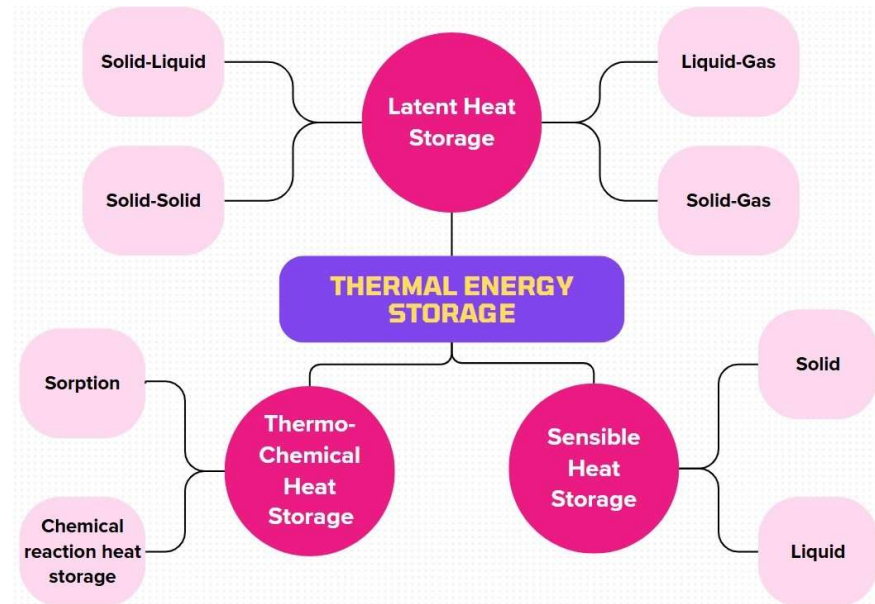 Solid-Liquid
Solid-Solid
Latent Heat
Storage
Liquid-Gas
Solid-Gas
THERMAL ENERGY
STORAGE
Sorption
Chemical
reaction heat
storage
Thermo-
Chemical
Heat
Storage
Sensible
Heat
Storage
Solid
Liquid